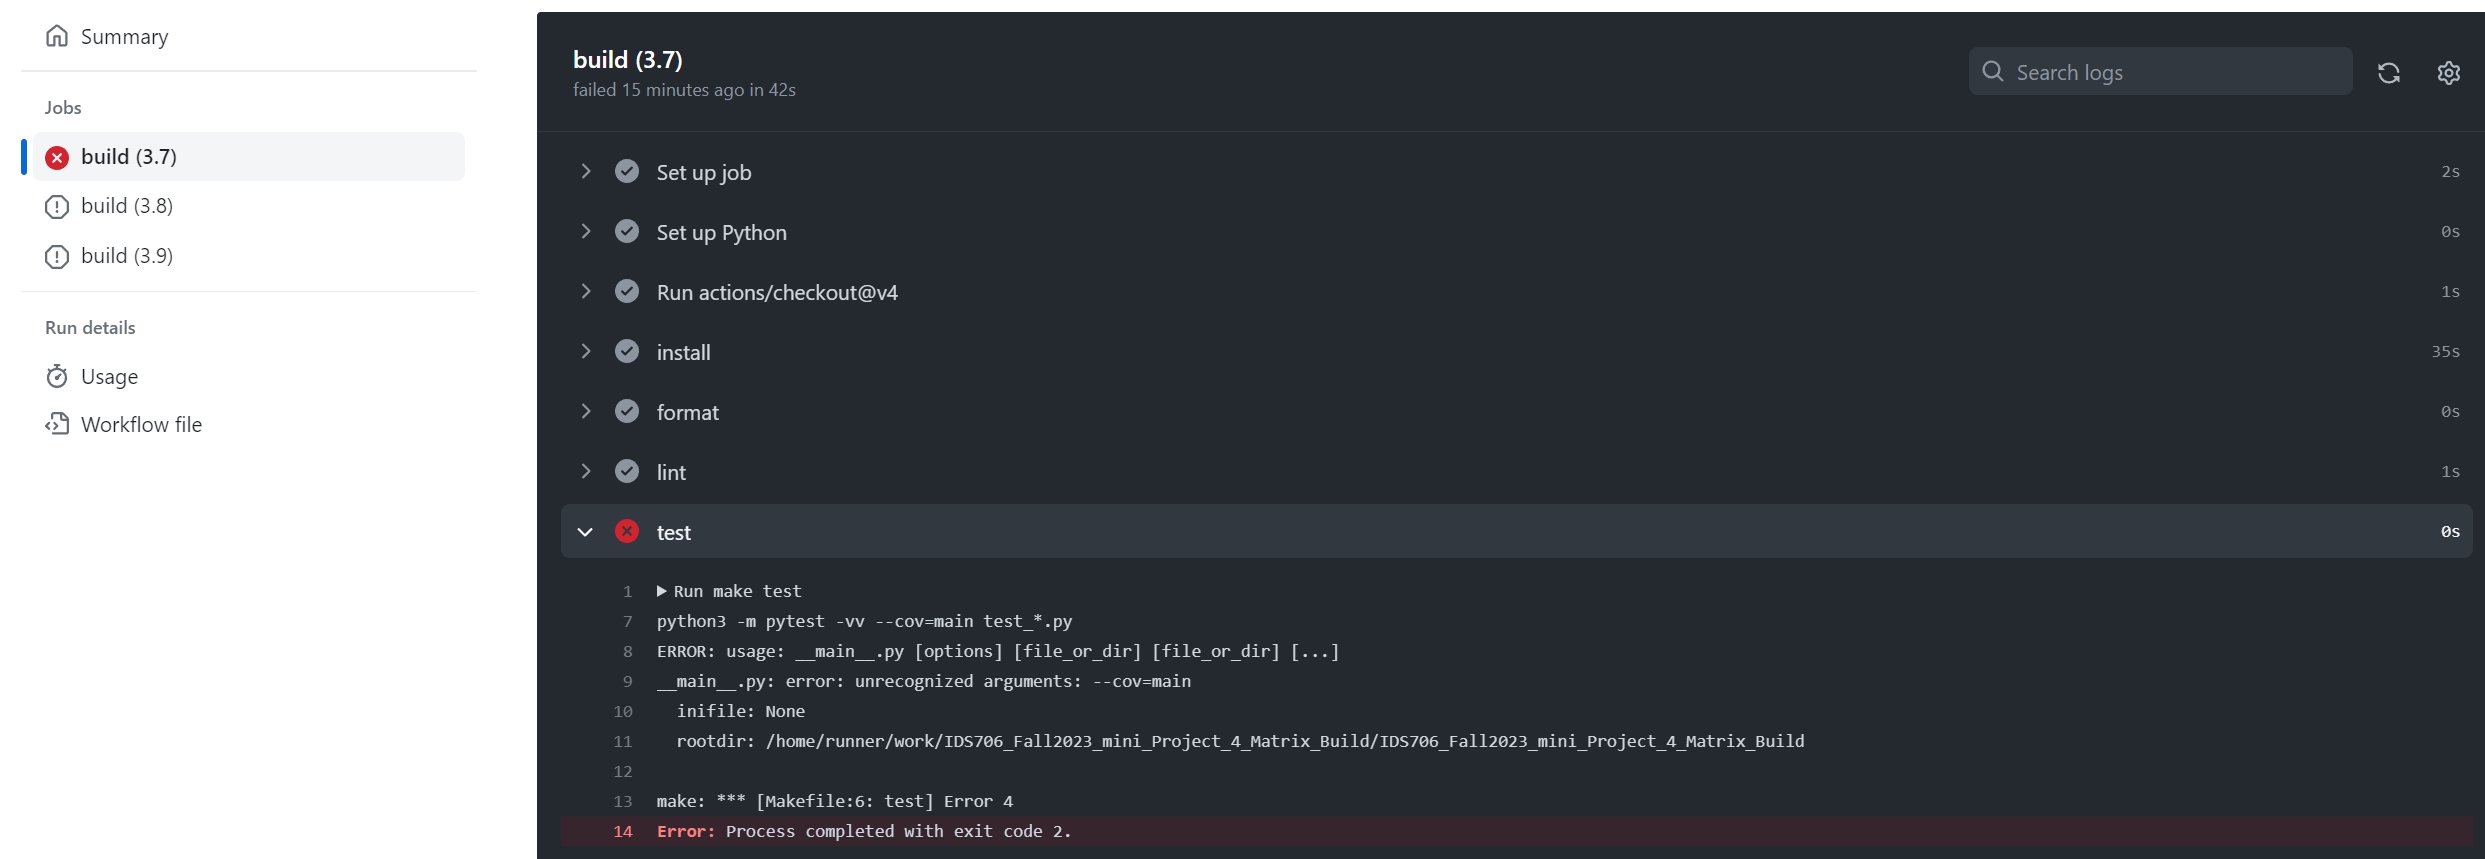 Summary
Jobs
build (3.7)
build (3.8)
build (3.9)
Run details
Usage
Workflow file
build (3.7)
failed 15 minutes ago in 42s
Search logs
Set up job 2s
Set up Python 0s
Run actions/checkout@v4 1s
install 35s
format 0s
lint 1s
test 0s
1 Run make test
7 python3 -m pytest -vv --cov=main test_*.py
8 ERROR: usage: __main__.py [options] [file_or_dir] [file_or_dir] [...]
9 __main__.py: error: unrecognized arguments: --cov=main
10 inifile: None
11 rootdir: /home/runner/work/IDS706_Fall2023_mini_Project_4_Matrix_Build/IDS706_Fall2023_mini_Project_4_Matrix_Build
12
13 make: *** [Makefile:6: test] Error 4
14 Error: Process completed with exit code 2.